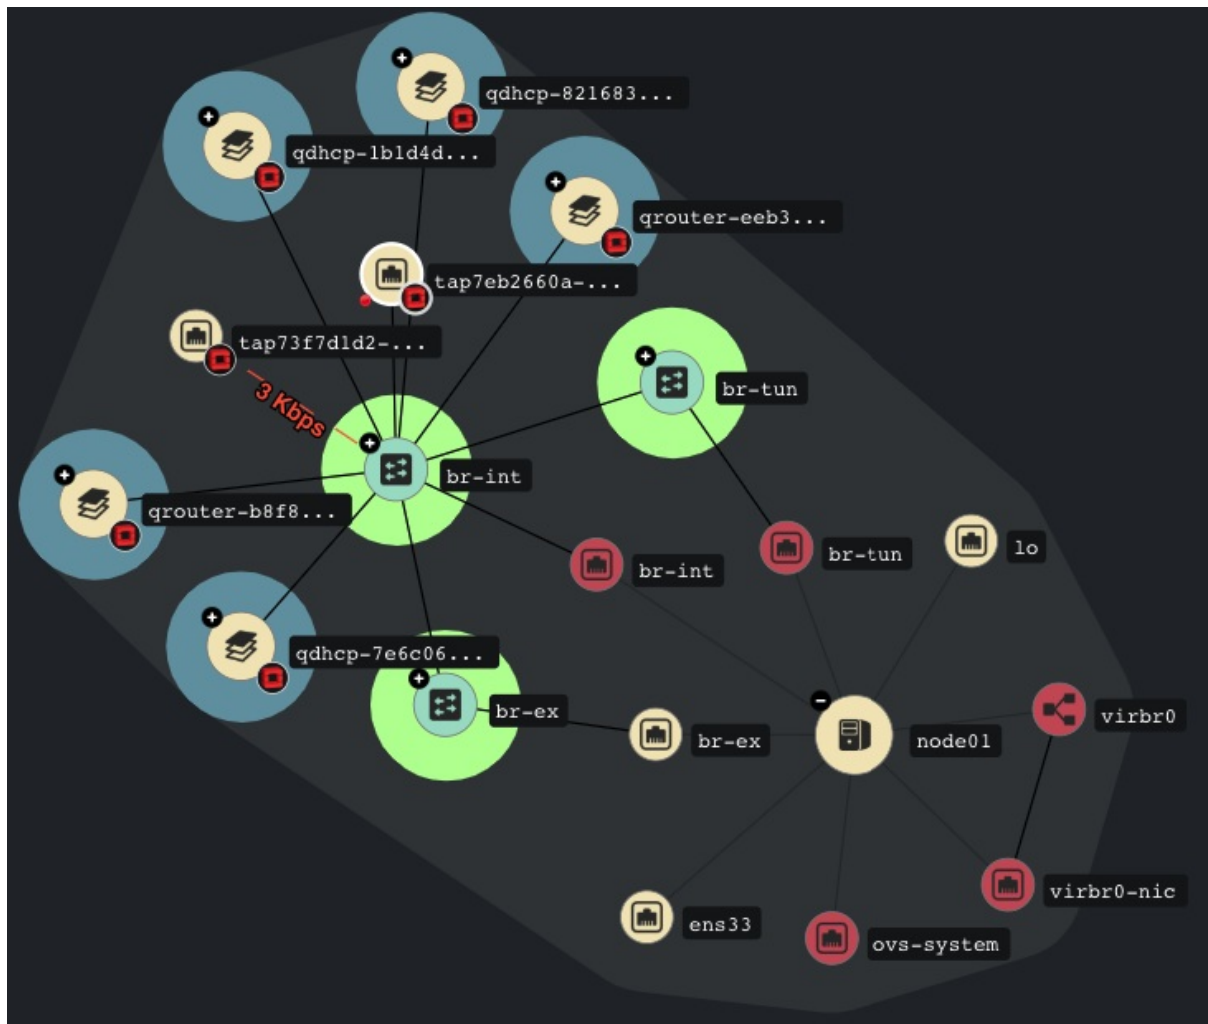 qdhcp-821683...
qdhcp-1b1d4d...
qrouter-eeb3...
tap7eb2660a-...
tap73f7d1d2-...
3 Kbps
br-tun
br-int
qrouter-b8f8...
br-int
br-tun
lo
qdhcp-7e6c06...
br-ex
br-ex
node01
virbr0
virbr0-nic
ens33
ovs-system